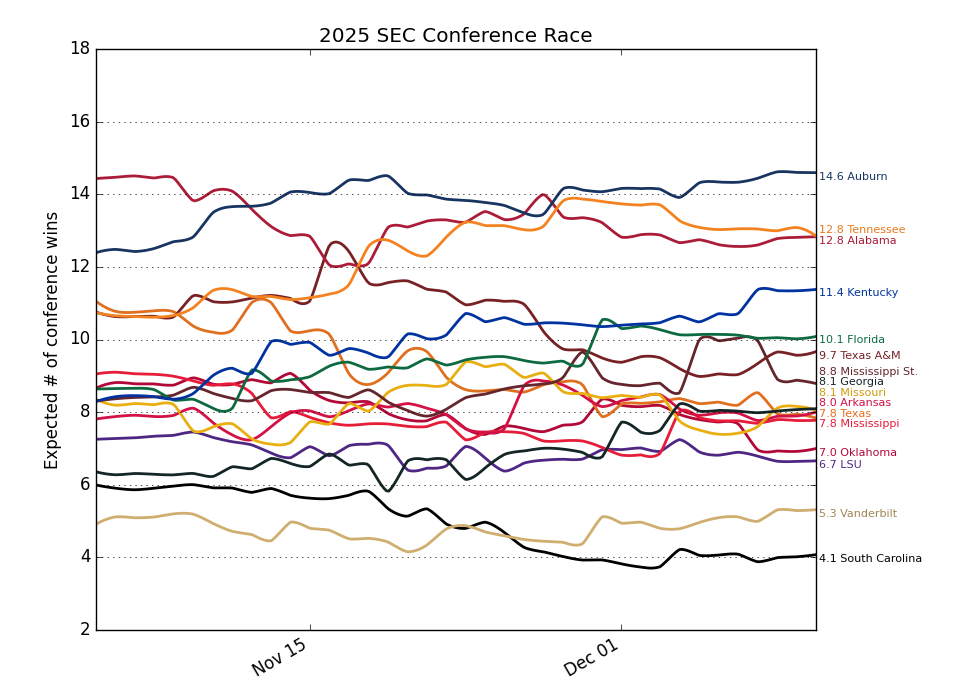 2025 SEC Conference Race
Expected # of conference wins
18
16
14
12
10
8
6
4
2
Nov 15
Dec 01
14.6 Auburn
12.8 Tennessee
12.8 Alabama
11.4 Kentucky
10.1 Florida
9.7 Texas A&M
8.8 Mississippi St.
8.1 Georgia
8.1 Missouri
8.0 Arkansas
7.8 Texas
7.8 Mississippi
7.0 Oklahoma
6.7 LSU
5.3 Vanderbilt
4.1 South Carolina